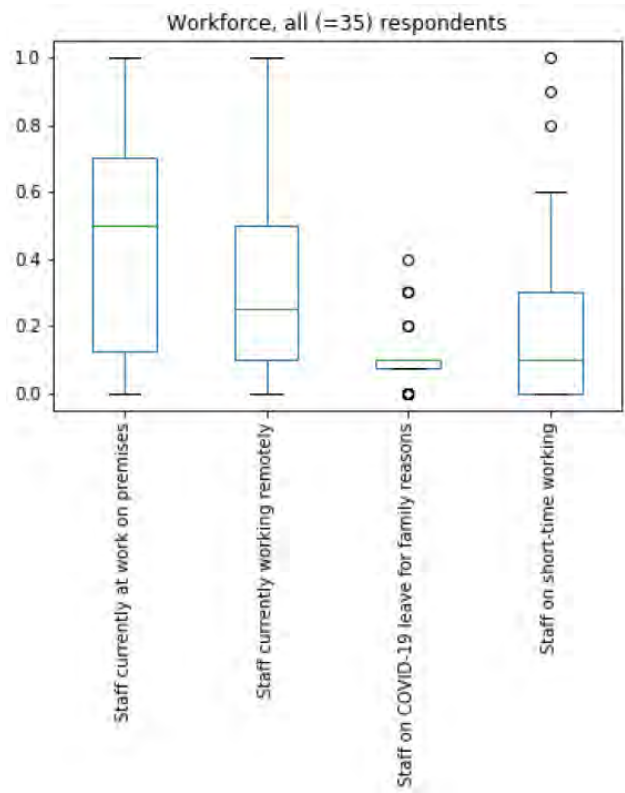 Workforce, all (=35) respondents
1.0
0.8
0.6
0.4
0.2
0.0
Staff currently at work on premises
Staff currently working remotely
Staff on COVID-19 leave for family reasons
Staff on short-time working